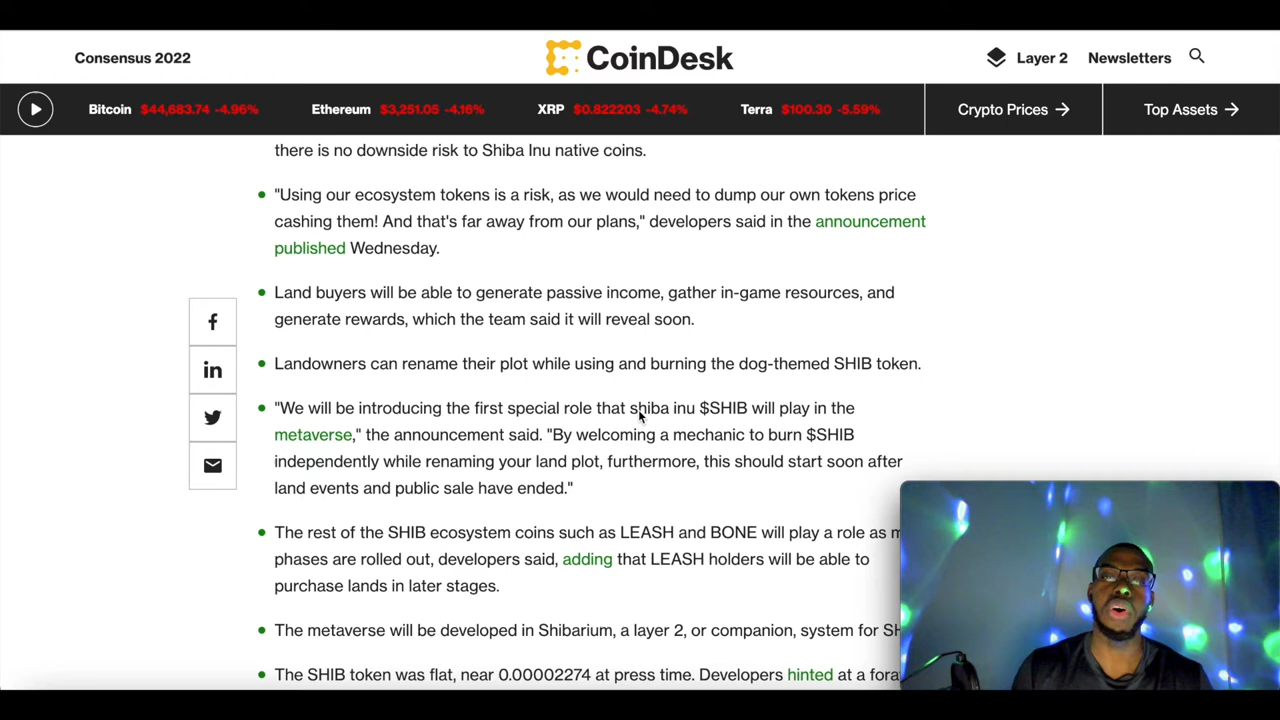 Consensus 2022
CoinDesk
Layer 2
Newsletters
Bitcoin $44,683.74 -4.96%
Ethereum $3,251.05 -4.16%
XRP $0.822203 -4.74%
Terra $100.30 -5.59%
Crypto Prices →
Top Assets →
there is no downside risk to Shiba Inu native coins.
"Using our ecosystem tokens is a risk, as we would need to dump our own tokens price
cashing them! And that's far away from our plans," developers said in the announcement
published Wednesday.
Land buyers will be able to generate passive income, gather in-game resources, and
generate rewards, which the team said it will reveal soon.
Landowners can rename their plot while using and burning the dog-themed SHIB token.
"We will be introducing the first special role that shiba inu $SHIB will play in the
metaverse," the announcement said. "By welcoming a mechanic to burn $SHIB
independently while renaming your land plot, furthermore, this should start soon after
land events and public sale have ended."
The rest of the SHIB ecosystem coins such as LEASH and BONE will play a role as
phases are rolled out, developers said, adding that LEASH holders will be able to
purchase lands in later stages.
The metaverse will be developed in Shibarium, a layer 2, or companion, system for
The SHIB token was flat, near 0.00002274 at press time. Developers hinted at a